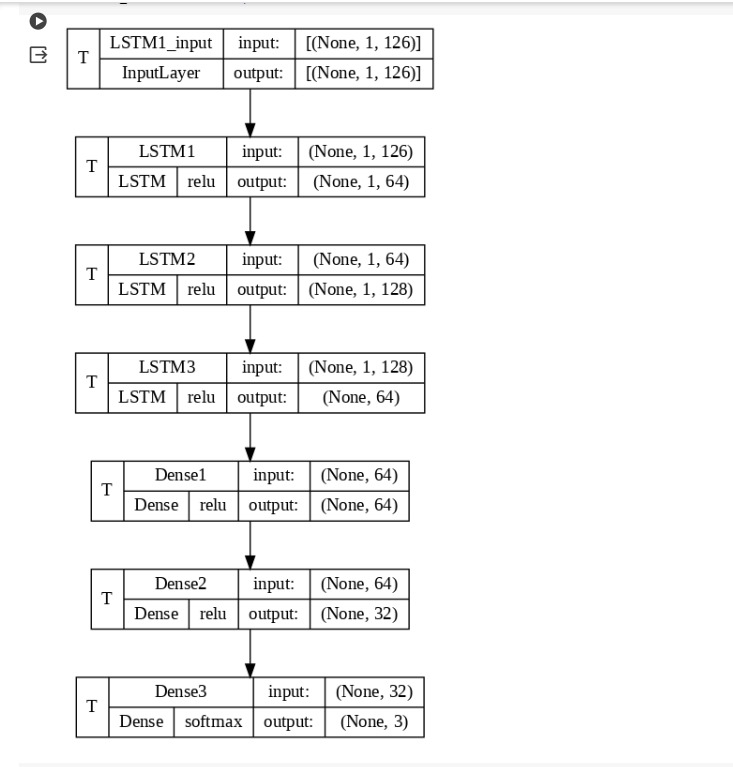 T LSTM1_input input: [(None, 1, 126)]
InputLayer output: [(None, 1, 126)]
T LSTM1 input: (None, 1, 126)
LSTM relu output: (None, 1, 64)
T LSTM2 input: (None, 1, 64)
LSTM relu output: (None, 1, 128)
T LSTM3 input: (None, 1, 128)
LSTM relu output: (None, 64)
T Dense1 input: (None, 64)
Dense relu output: (None, 64)
T Dense2 input: (None, 64)
Dense relu output: (None, 32)
T Dense3 input: (None, 32)
Dense softmax output: (None, 3)